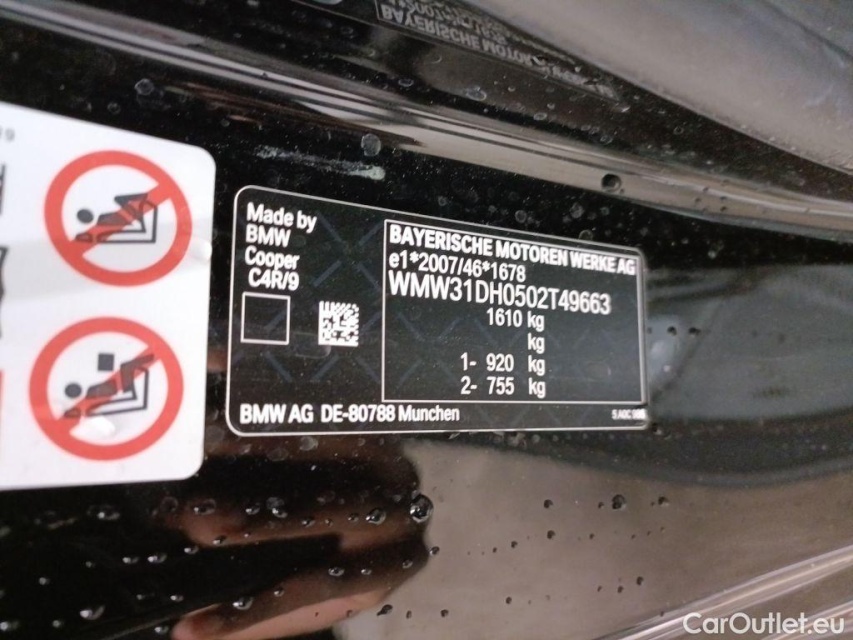 Made by
BMW
Cooper
C4R/9
BAYERISCHE MOTOREN WERKE AG
e1*2007/46*1678
WMW31DH0502T49663
1610 kg
kg
1- 920 kg
2- 755 kg
BMW AG DE-80788 Munchen
CarOutlet.eu